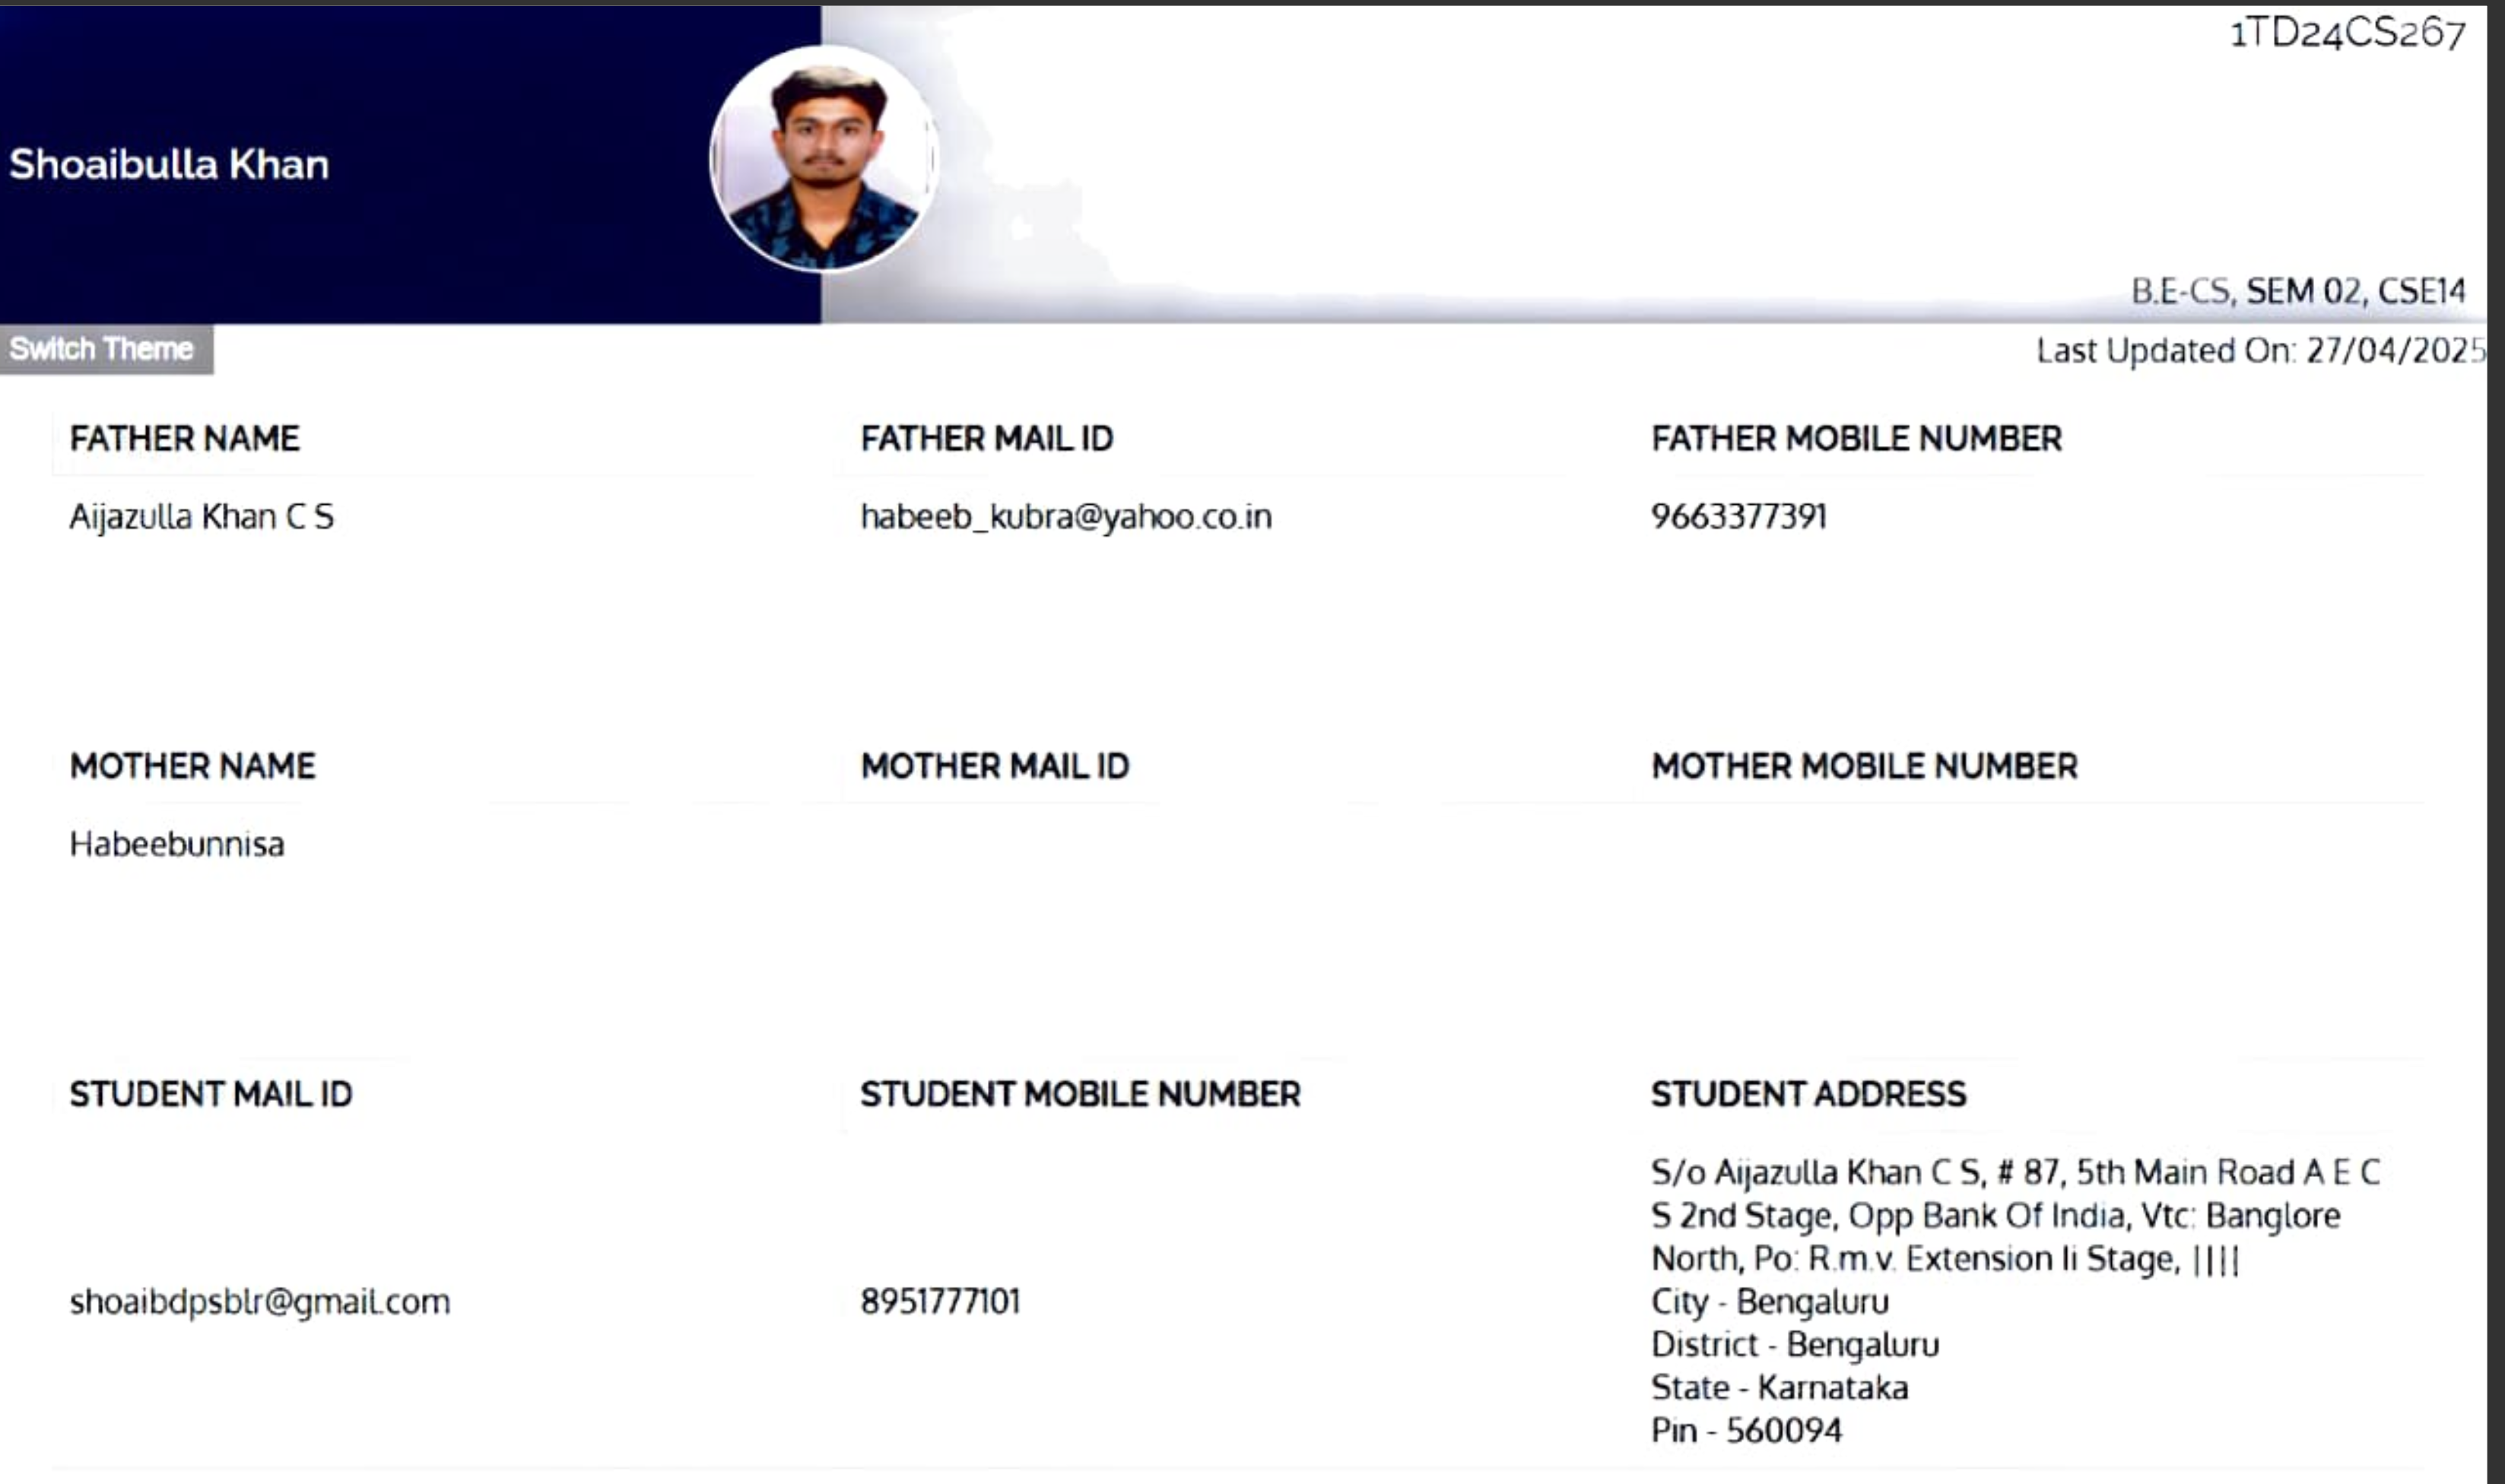 1TD24CS267
Shoaibulla Khan
B.E-CS, SEM 02, CSE14
Switch Theme
Last Updated On: 27/04/2025
FATHER NAME
FATHER MAIL ID
FATHER MOBILE NUMBER
Aijazulla Khan C S
habeeb_kubra@yahoo.co.in
9663377391
MOTHER NAME
MOTHER MAIL ID
MOTHER MOBILE NUMBER
Habeebunnisa
STUDENT MAIL ID
STUDENT MOBILE NUMBER
STUDENT ADDRESS
shoaibdpsblr@gmail.com
8951777101
S/o Aijazulla Khan C S, # 87, 5th Main Road A E C
S 2nd Stage, Opp Bank Of India, Vtc: Banglore
North, Po: R.m.v. Extension Ii Stage, ||||
City - Bengaluru
District - Bengaluru
State - Karnataka
Pin - 560094